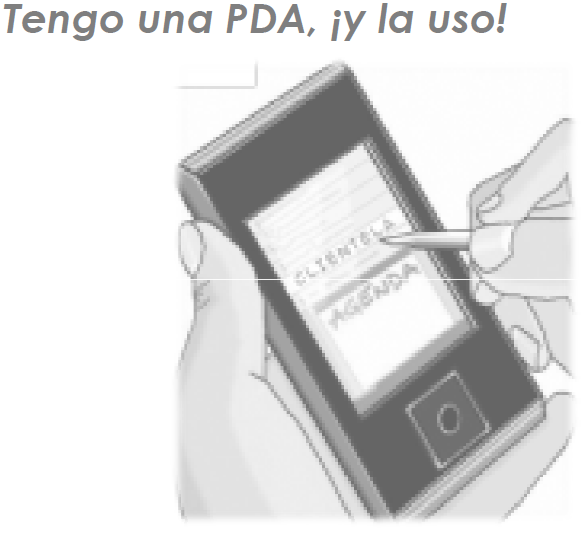 Tengo una PDA, ¡y la uso!
CLIENTELA
AGENDA